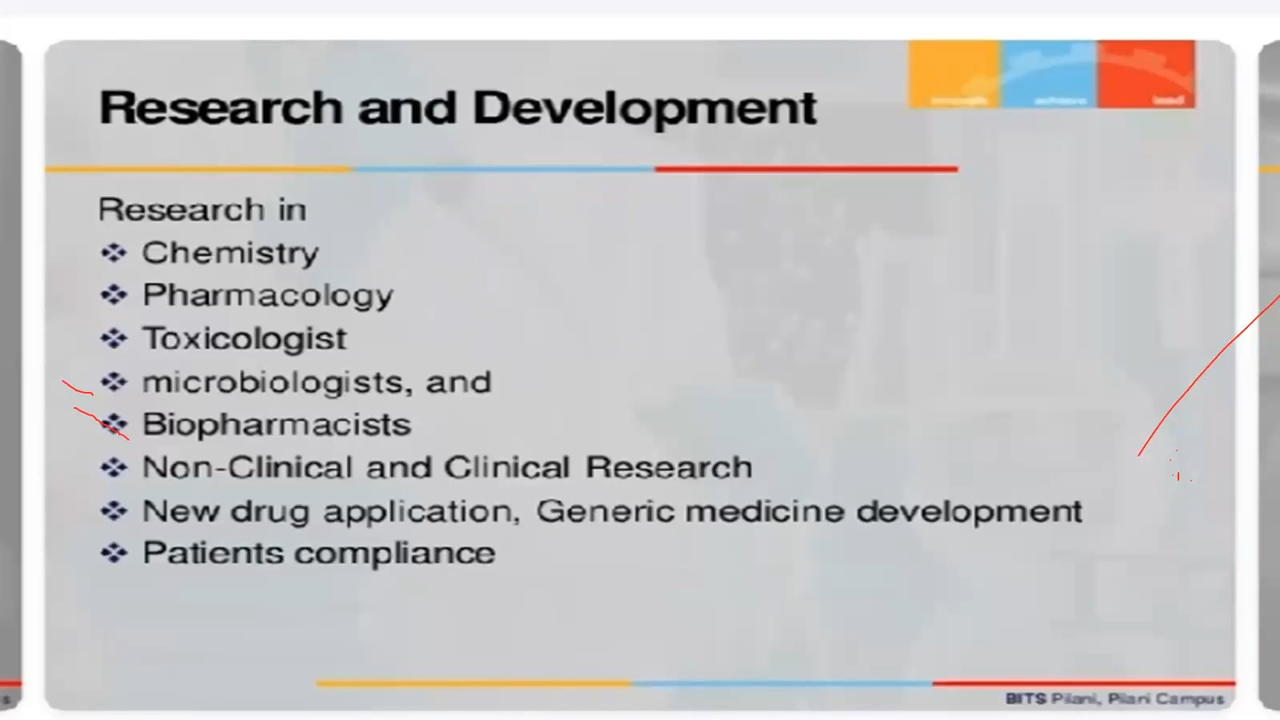 Research and Development
Research in
Chemistry
Pharmacology
Toxicologist
microbiologists, and
Biopharmacists
Non-Clinical and Clinical Research
New drug application, Generic medicine development
Patients compliance
BITS Pilani, Pilani Campus